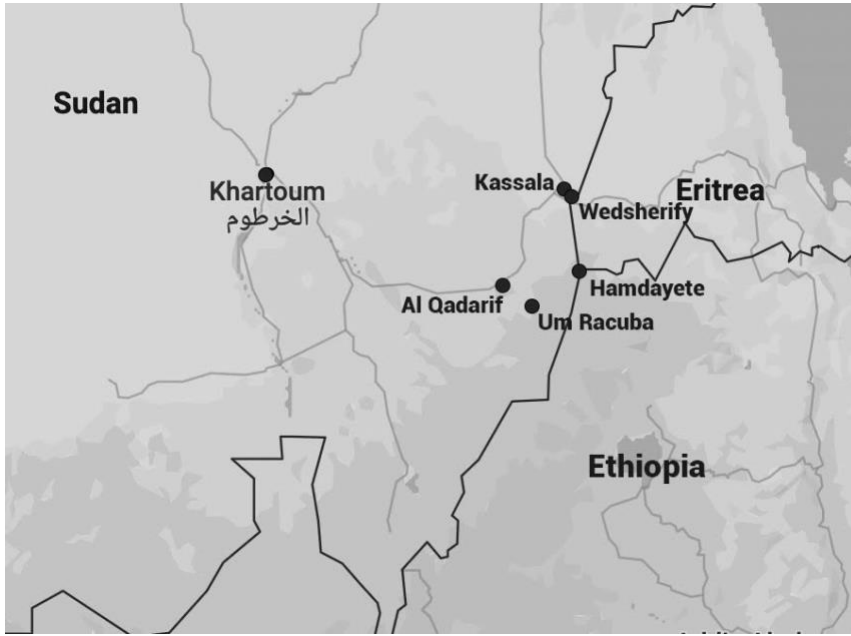 Sudan
Khartoum
الخرطوم
Kassala
Wedsherify
Eritrea
Hamdayete
Al Qadarif
Um Racuba
Ethiopia